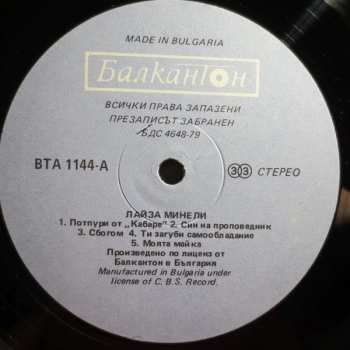 MADE IN BULGARIA
Балкантон
ВСИЧКИ ПРАВА ЗАПАЗЕНИ
ПРЕЗАПИСЪТ ЗАБРАНЕН
БДС 4648-79
ВТА 1144-А
33 СТЕРЕО
ЛАЙЗА МИНЕЛИ
1. Потпури от „Кабаре" 2. Син на проповедник
3. Сбогом 4. Ти загуби самообладание
5. Моята майка
Произведено по лиценз от
Балкантон в България
Manufactured in Bulgaria under
license of C.B.S. Record.